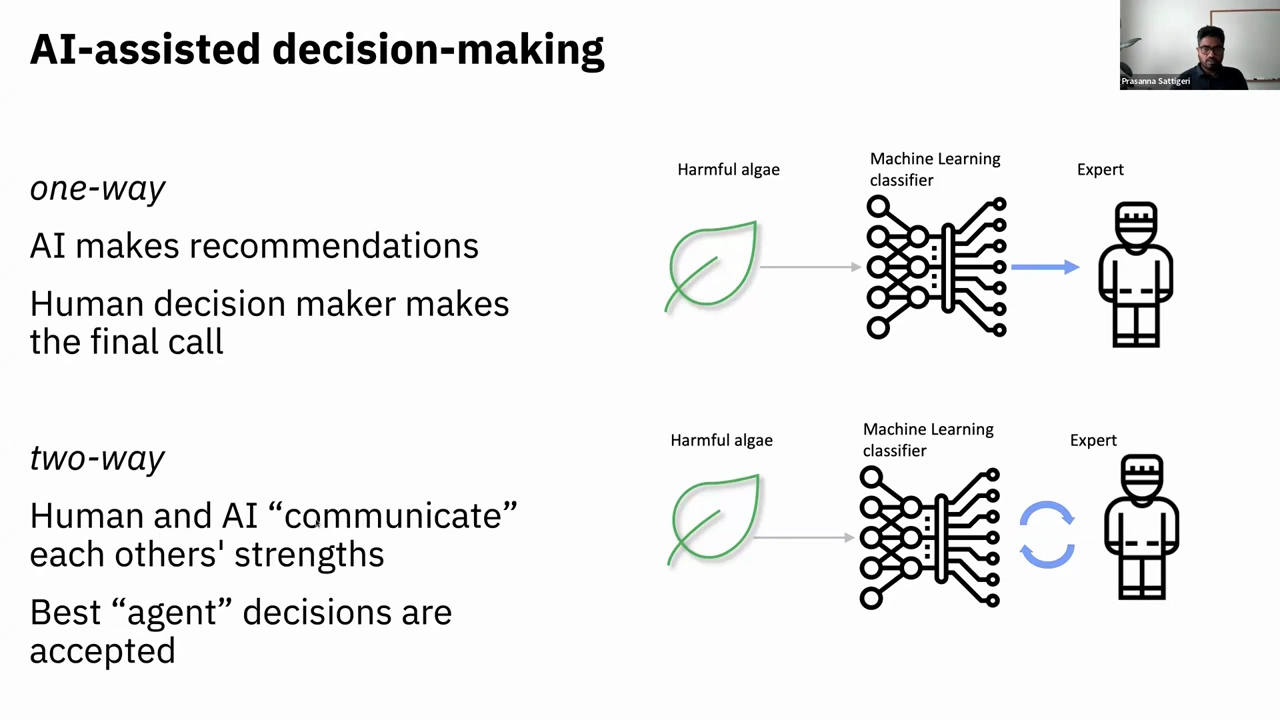 AI-assisted decision-making
Prasanna Sattigeri
one-way
AI makes recommendations
Human decision maker makes
the final call
Harmful algae
Machine Learning
classifier
Expert
two-way
Human and AI “communicate”
each others' strengths
Best “agent” decisions are
accepted
Harmful algae
Machine Learning
classifier
Expert